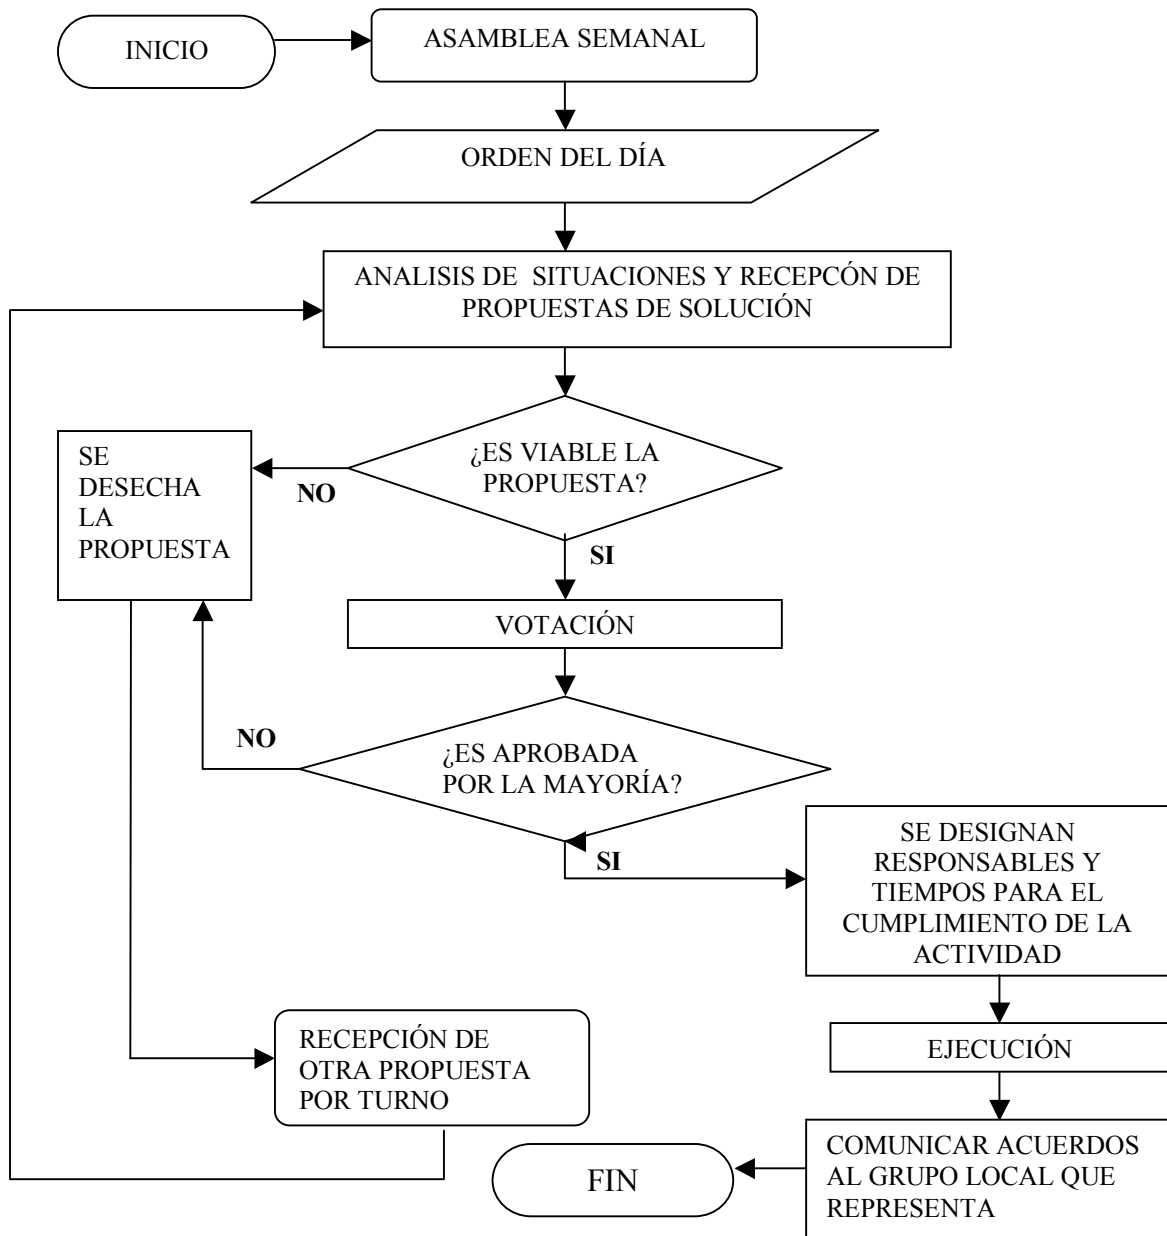 INICIO
ASAMBLEA SEMANAL
ORDEN DEL DÍA
ANALISIS DE  SITUACIONES Y RECEPCÓN DE
PROPUESTAS DE SOLUCIÓN
¿ES VIABLE LA
PROPUESTA?
NO
SE
DESECHA
LA
PROPUESTA
SI
VOTACIÓN
NO
¿ES APROBADA
POR LA MAYORÍA?
SI
SE DESIGNAN
RESPONSABLES Y
TIEMPOS PARA EL
CUMPLIMIENTO DE LA
ACTIVIDAD
RECEPCIÓN DE
OTRA PROPUESTA
POR TURNO
EJECUCIÓN
COMUNICAR ACUERDOS
AL GRUPO LOCAL QUE
REPRESENTA
FIN